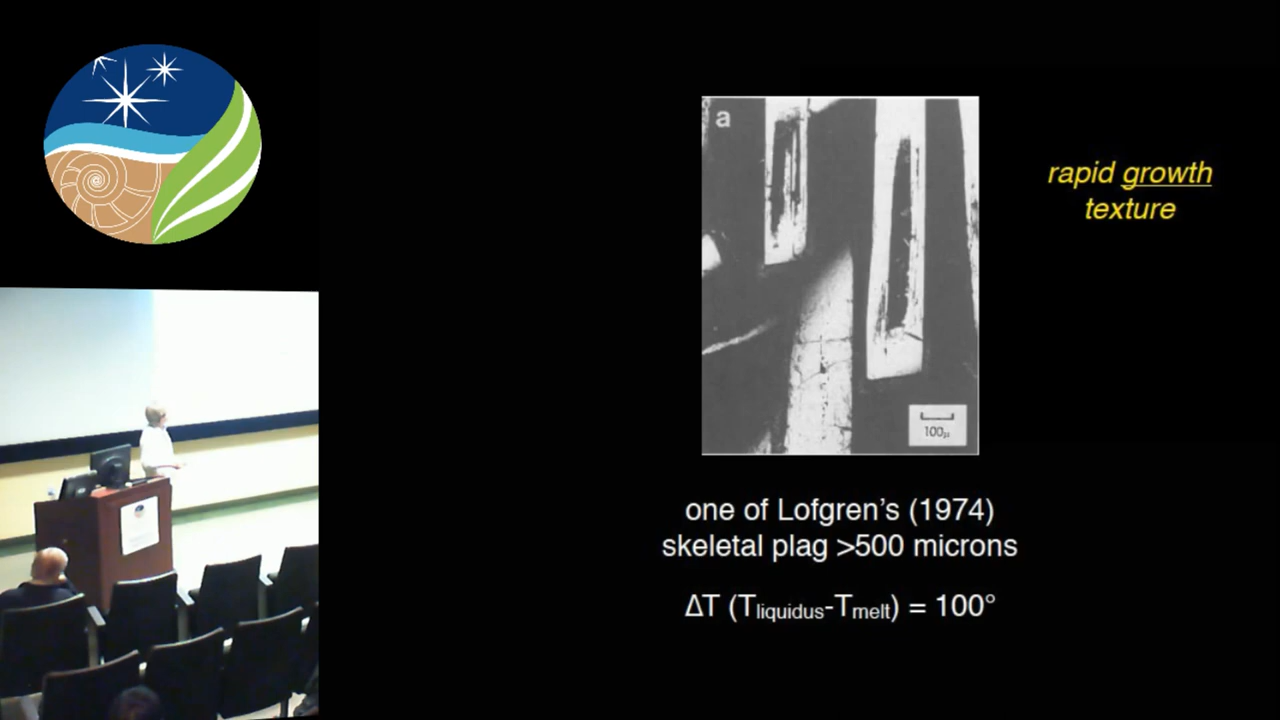 a
rapid growth
texture
100µ
one of Lofgren’s (1974)
skeletal plag >500 microns
ΔT (Tliquidus-Tmelt) = 100°